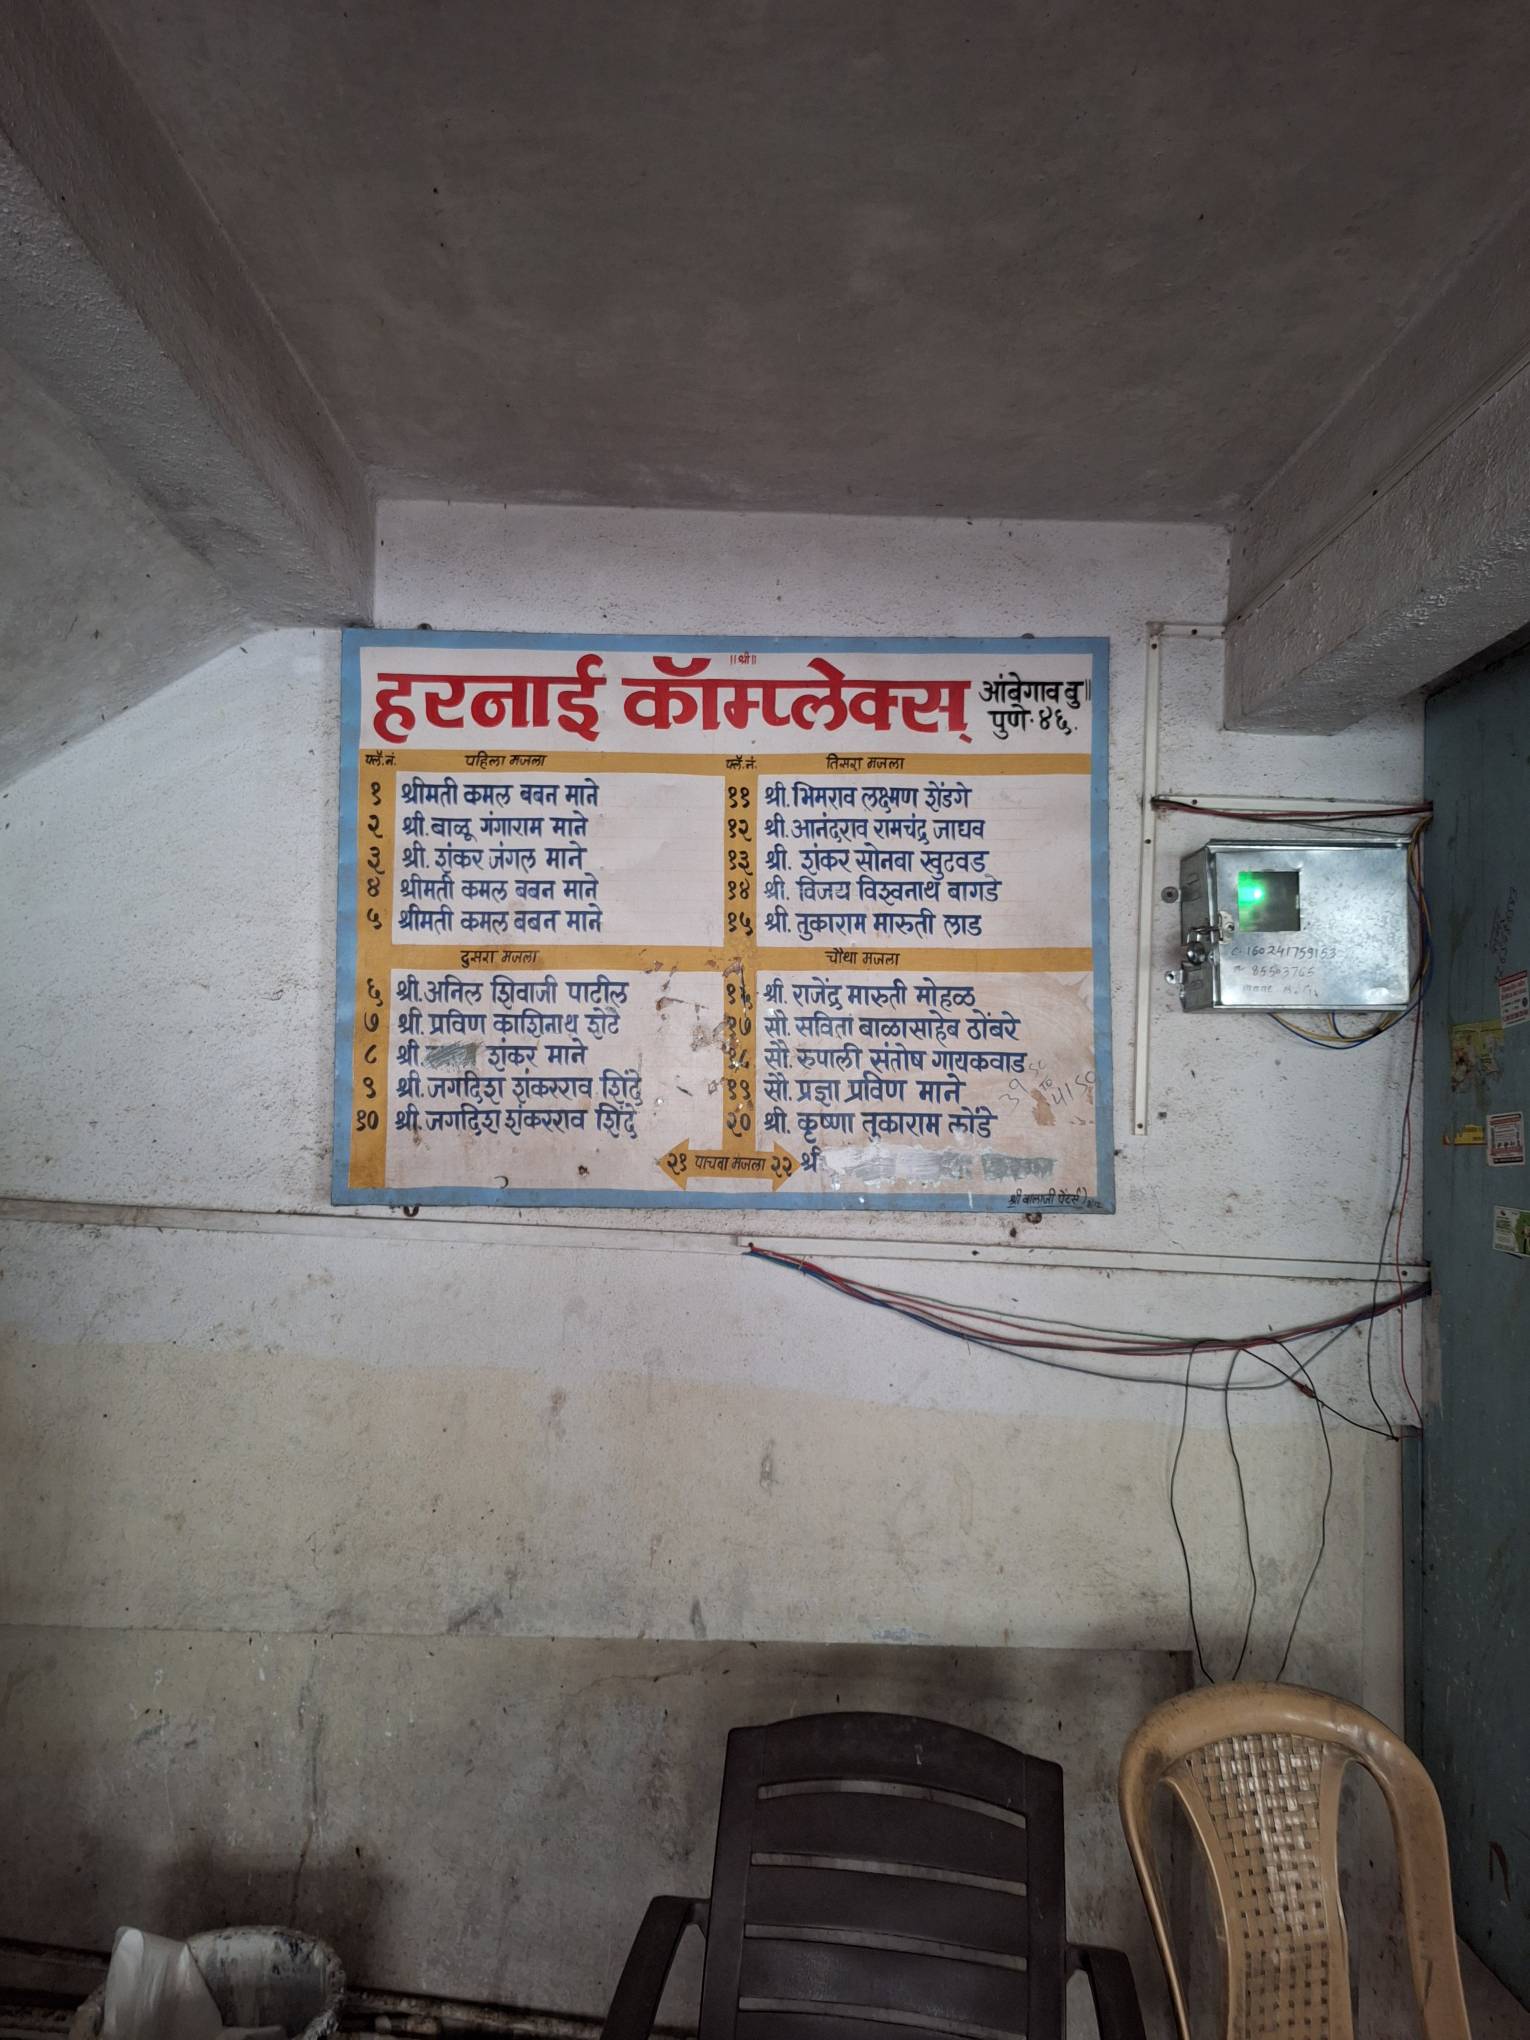 ॥श्री॥
हरनाई कॉम्प्लेक्स्
आंबेगाव बु॥
पुणे.४६.
फ्लॅ.नं. पहिला मजला
१ श्रीमती कमल बबन माने
२ श्री. बाळू गंगाराम माने
३ श्री. शंकर जंगल माने
४ श्रीमती कमल बबन माने
५ श्रीमती कमल बबन माने
दुसरा मजला
६ श्री. अनिल शिवाजी पाटील
७ श्री. प्रविण काशिनाथ शेटे
८ श्री. शंकर माने
९ श्री. जगदिश शंकरराव शिंदे
१० श्री. जगदिश शंकरराव शिंदे
फ्लॅ.नं. तिसरा मजला
११ श्री. भिमराव लक्ष्मण शेंडगे
१२ श्री. आनंदराव रामचंद्र जाधव
१३ श्री. शंकर सोनबा खुटवड
१४ श्री. विजय विश्वनाथ बागडे
१५ श्री. तुकाराम मारुती लाड
चौथा मजला
१६ श्री. राजेंद्र मारुती मोहळ
१७ सौ. सविता बाळासाहेब ठोंबरे
१८ सौ. रुपाली संतोष गायकवाड
१९ सौ. प्रज्ञा प्रविण माने
२० श्री. कृष्णा तुकाराम लोंढे
२१ पाचवा मजला २२ श्री
श्री बालाजी पेंटर्स
160241759153
8553765